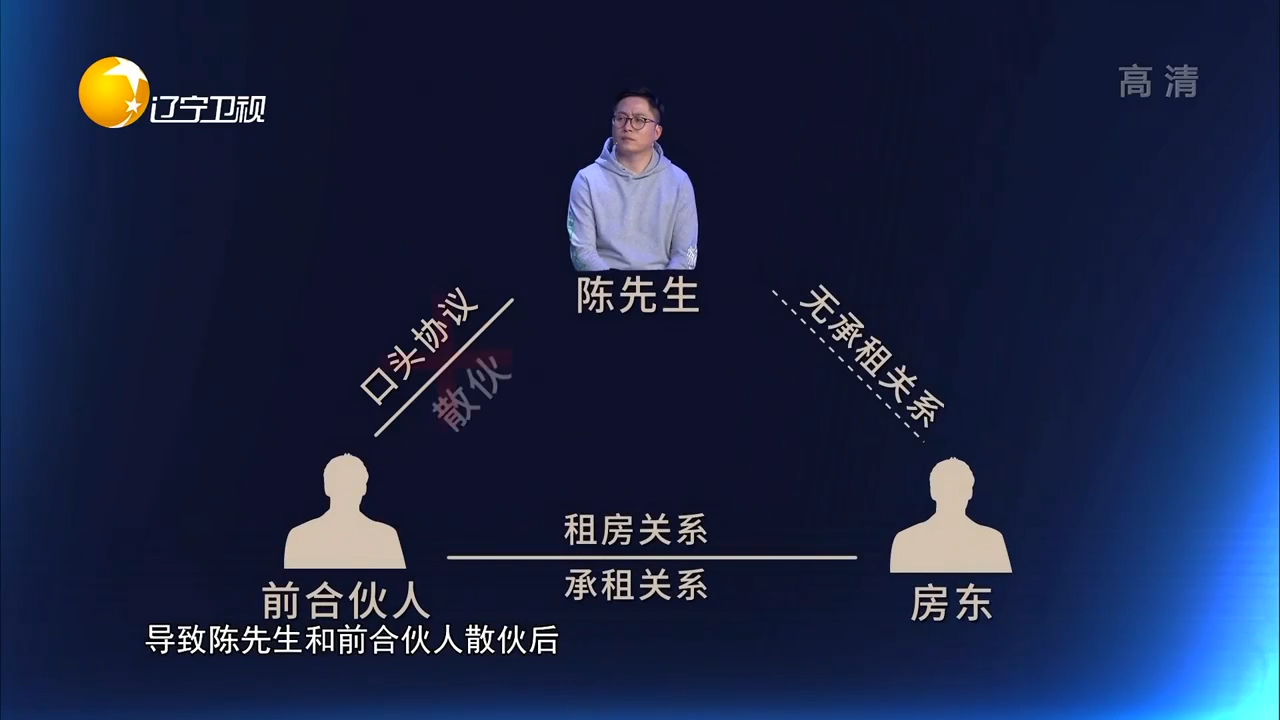 辽宁卫视
高清
陈先生
口头协议
散伙
无承租关系
租房关系
承租关系
前合伙人
房东
导致陈先生和前合伙人散伙后